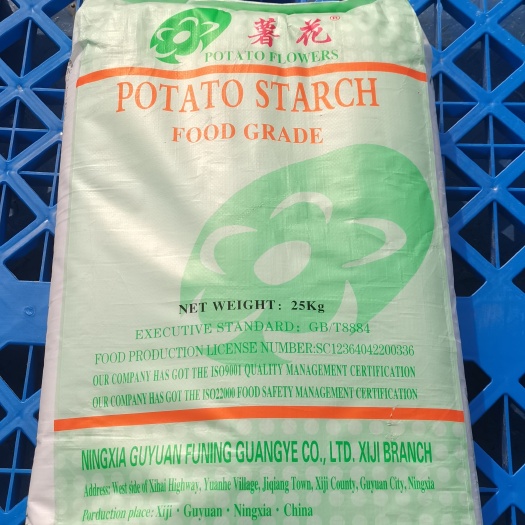 薯花®
POTATO FLOWERS
POTATO STARCH
FOOD GRADE
NET WEIGHT: 25Kg
EXECUTIVE STANDARD: GB/T8884
FOOD PRODUCTION LICENSE NUMBER:SC12364042200336
OUR COMPANY HAS GOT THE ISO9001 QUALITY MANAGEMENT CERTIFICATION
OUR COMPANY HAS GOT THE ISO22000 FOOD SAFETY MANAGEMENT CERTIFICATION
NINGXIA GUYUAN FUNING GUANGYE CO., LTD. XIJI BRANCH
Address: West side of Xihai Highway, Yuanhe Village, Jiqiang Town, Xiji County, Guyuan City, Ningxia
Porduction place: Xiji · Guyuan · Ningxia · China